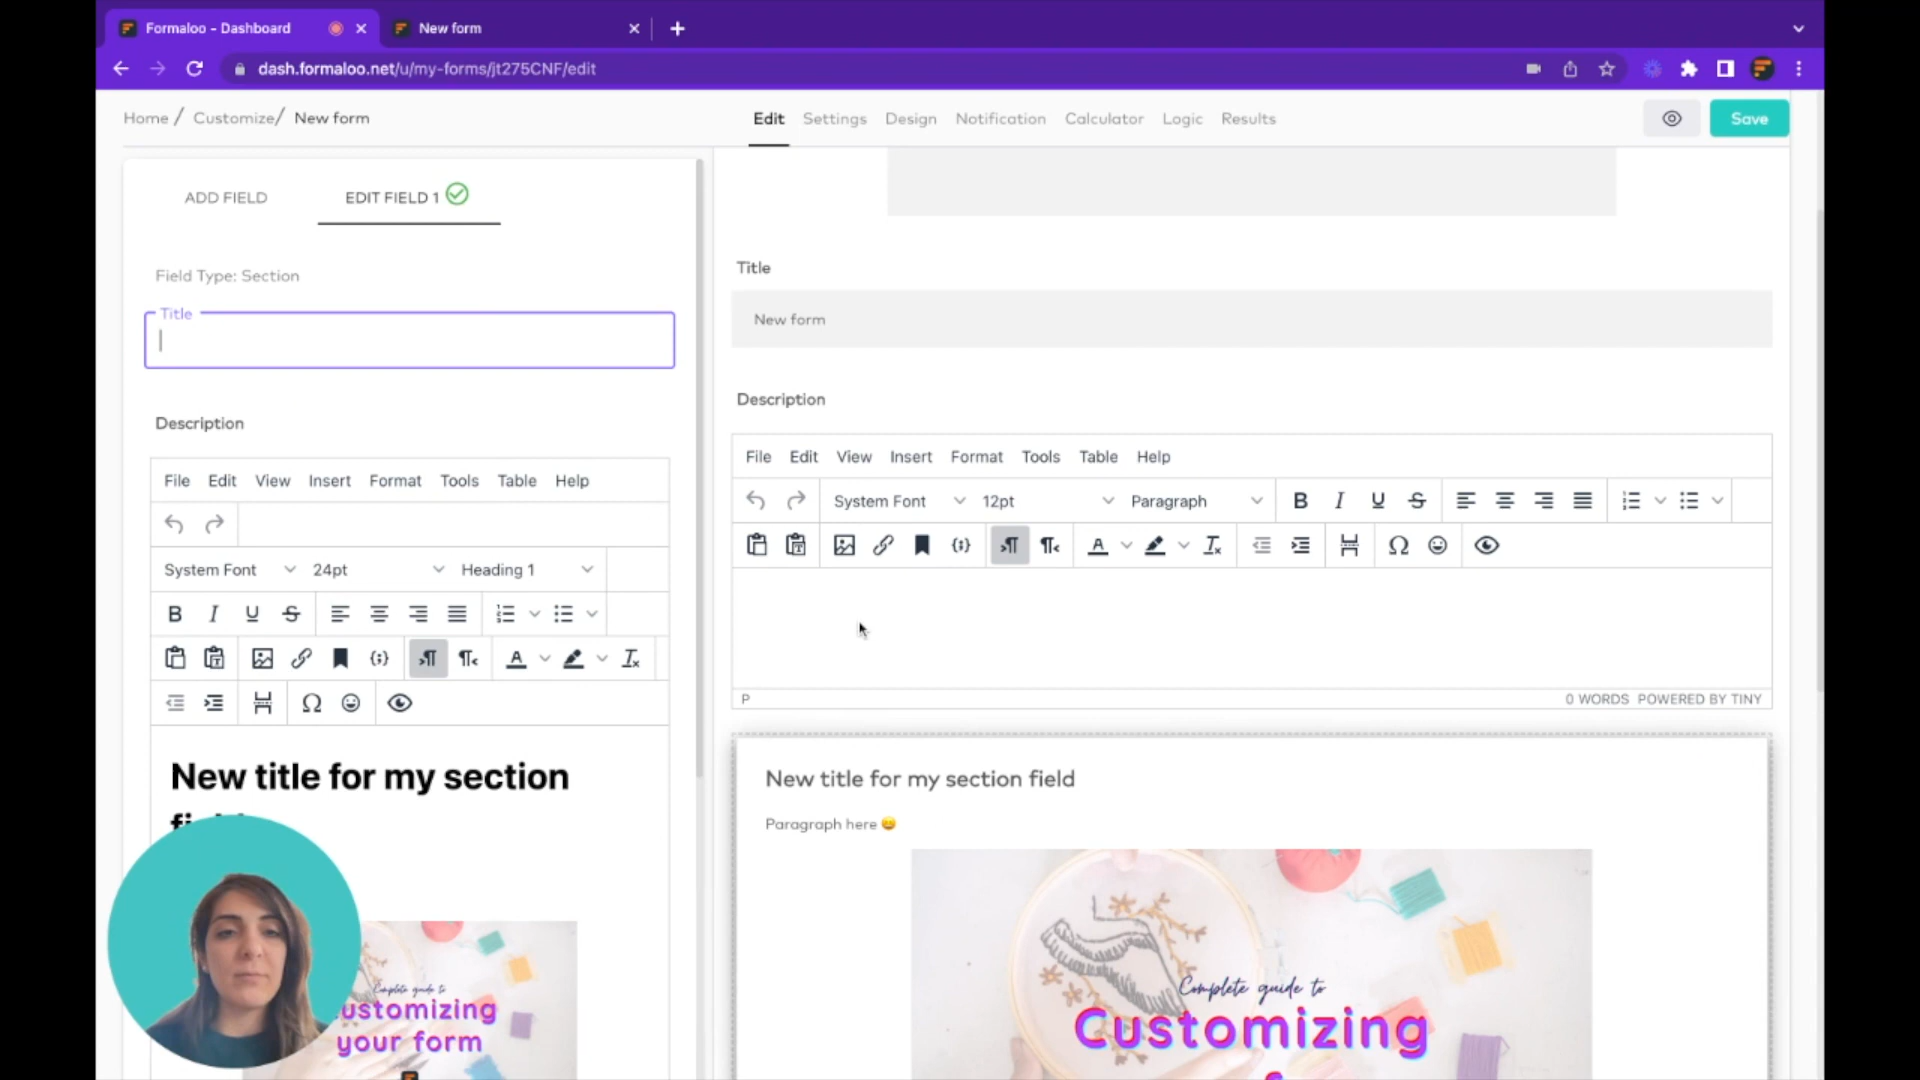 Formaloo - Dashboard
New form
dash.formaloo.net/u/my-forms/jt275CNF/edit
Home / Customize/ New form
Edit Settings Design Notification Calculator Logic Results
Save
ADD FIELD
EDIT FIELD 1
Field Type: Section
Title
Description
File Edit View Insert Format Tools Table Help
System Font 24pt Heading 1
New title for my section
Complete guide to
customizing
your form
Title
New form
Description
File Edit View Insert Format Tools Table Help
System Font 12pt Paragraph
P
0 WORDS POWERED BY TINY
New title for my section field
Paragraph here 😀
Complete guide to
Customizing